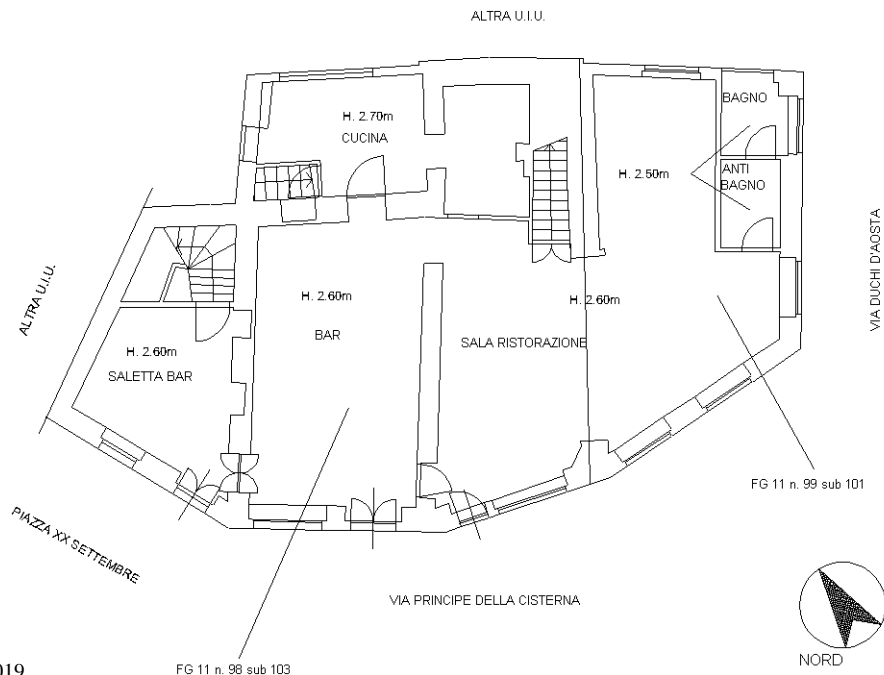 ALTRA U.I.U.
BAGNO
H. 2.70m
CUCINA
H. 2.50m
ANTI
BAGNO
VIA DUCHI D'AOSTA
ALTRA U.I.U.
H. 2.60m
H. 2.60m
BAR
SALA RISTORAZIONE
H. 2.60m
SALETTA BAR
FG 11 n. 99 sub 101
PIAZZA XX SETTEMBRE
VIA PRINCIPE DELLA CISTERNA
NORD
019
FG 11 n. 98 sub 103